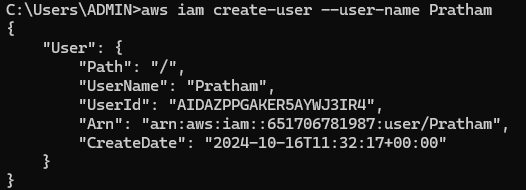 C:\Users\ADMIN>aws iam create-user --user-name Pratham
{
    "User": {
        "Path": "/",
        "UserName": "Pratham",
        "UserId": "AIDAZPPGAKER5AYWJ3IR4",
        "Arn": "arn:aws:iam::651706781987:user/Pratham",
        "CreateDate": "2024-10-16T11:32:17+00:00"
    }
}